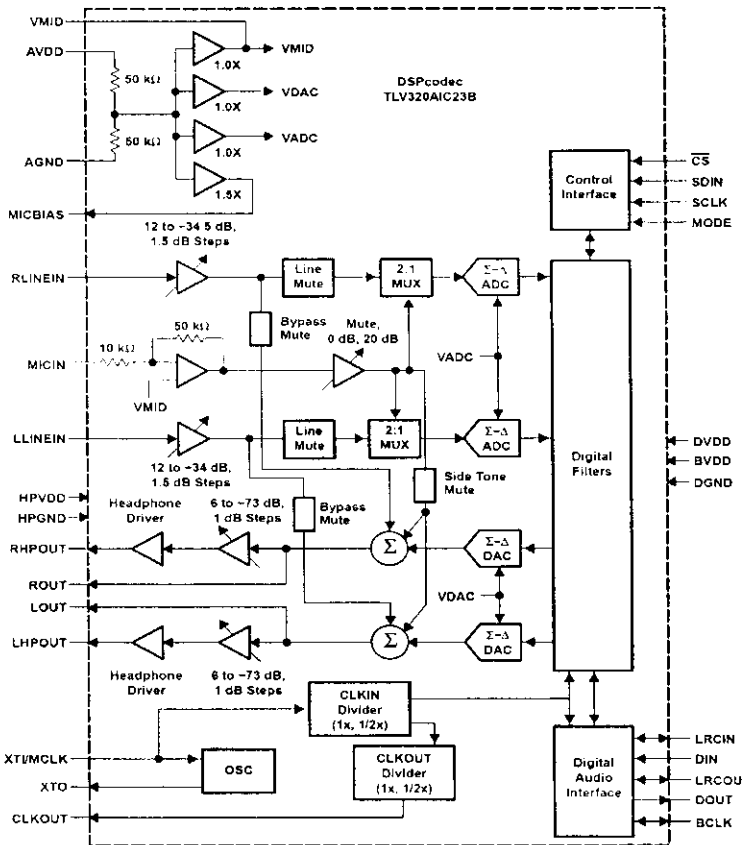 VMID
AVDD
50 kΩ
50 kΩ
AGND
MICBIAS
1.0X
VMID
1.0X
VDAC
1.0X
VADC
1.5X
DSPcodec
TLV320AIC23B
Control
Interface
CS
SDIN
SCLK
MODE
12 to −34 5 dB,
1.5 dB Steps
RLINEIN
Line
Mute
2:1
MUX
Σ−Δ
ADC
Bypass
Mute
50 kΩ
10 kΩ
MICIN
VMID
Mute,
0 dB, 20 dB
VADC
LLINEIN
12 to −34 dB,
1.5 dB Steps
Line
Mute
2:1
MUX
Σ−Δ
ADC
Side Tone
Mute
Bypass
Mute
Digital
Filters
DVDD
BVDD
DGND
HPVDD
HPGND
Headphone
Driver
6 to −73 dB,
1 dB Steps
RHPOUT
Σ
Σ−Δ
DAC
ROUT
LOUT
VDAC
LHPOUT
Σ
Σ−Δ
DAC
Headphone
Driver
6 to −73 dB,
1 dB Steps
CLKIN
Divider
(1x, 1/2x)
XTI/MCLK
OSC
XTO
CLKOUT
CLKOUT
Divider
(1x, 1/2x)
Digital
Audio
Interface
LRCIN
DIN
LRCOU
DOUT
BCLK